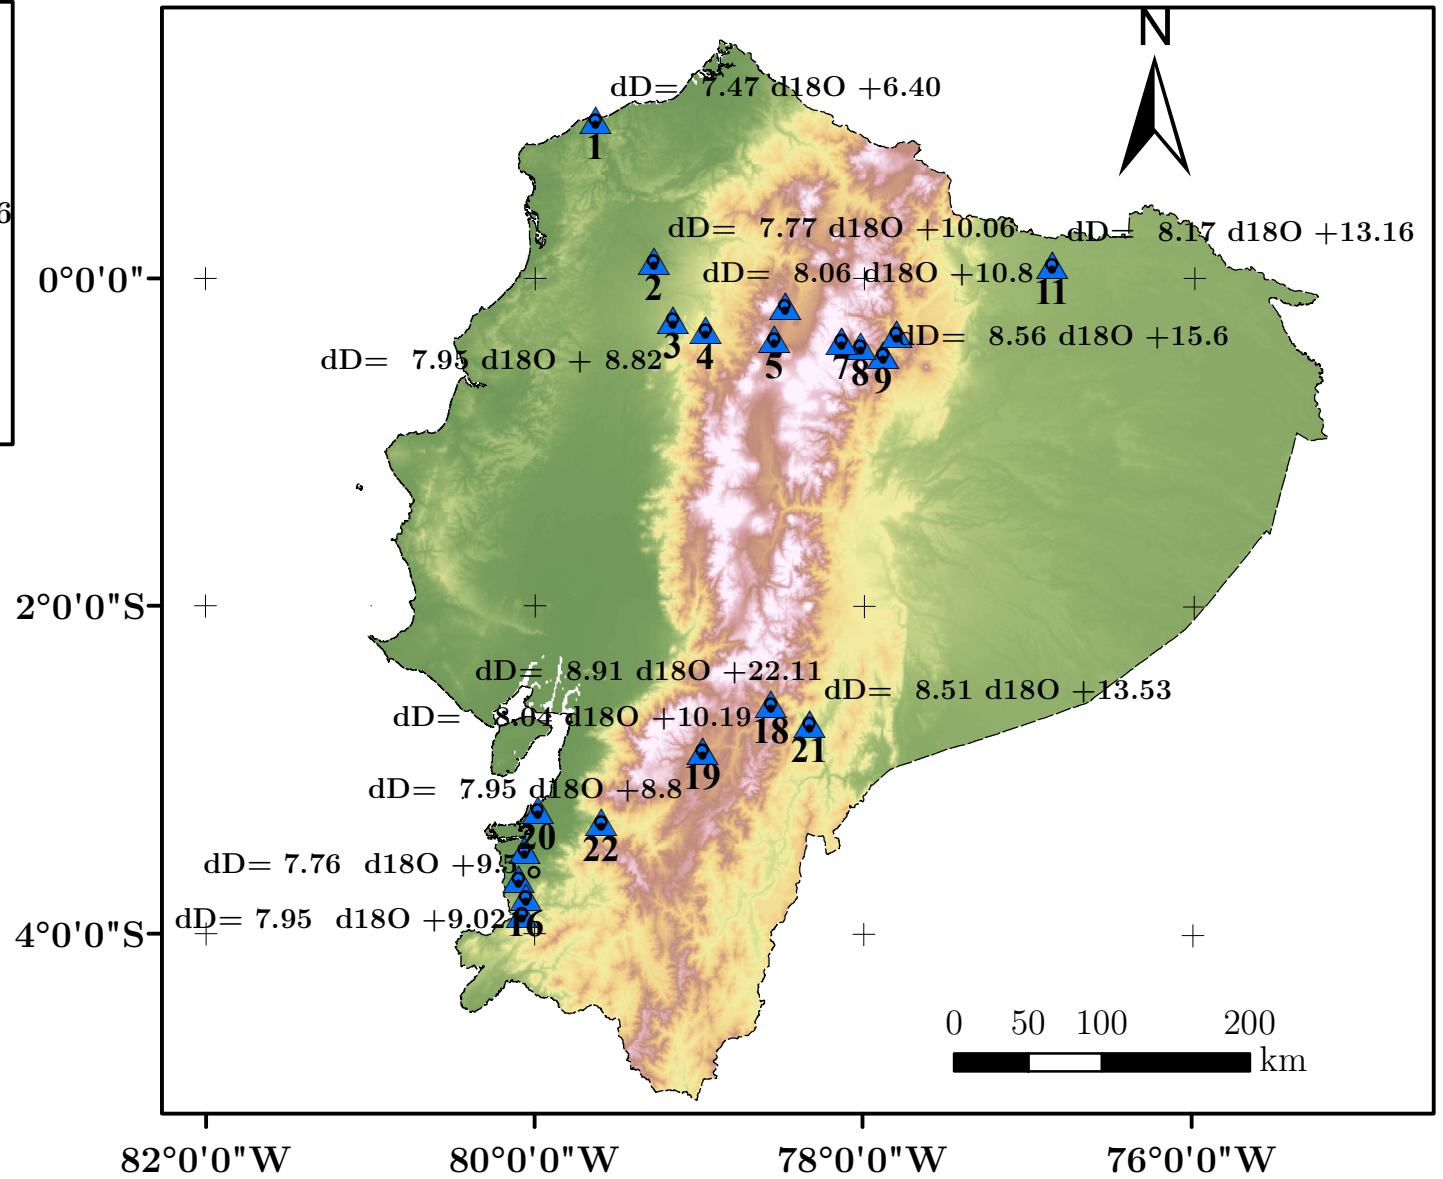 N
dD= 7.47 d18O +6.40
1
6
dD= 7.77 d18O +10.06
dD= 8.17 d18O +13.16
0°0'0"
2
dD= 8.06 d18O +10.8
11
3
4
5
7
8
9
dD= 8.56 d18O +15.6
dD= 7.95 d18O + 8.82
2°0'0"S
dD= 8.91 d18O +22.11
dD= 8.51 d18O +13.53
dD= 8.04 d18O +10.19
18
21
19
dD= 7.95 d18O +8.8
20
22
dD= 7.76 d18O +9.5
dD= 7.95 d18O +9.02
16
4°0'0"S
0 50 100 200
km
82°0'0"W 80°0'0"W 78°0'0"W 76°0'0"W